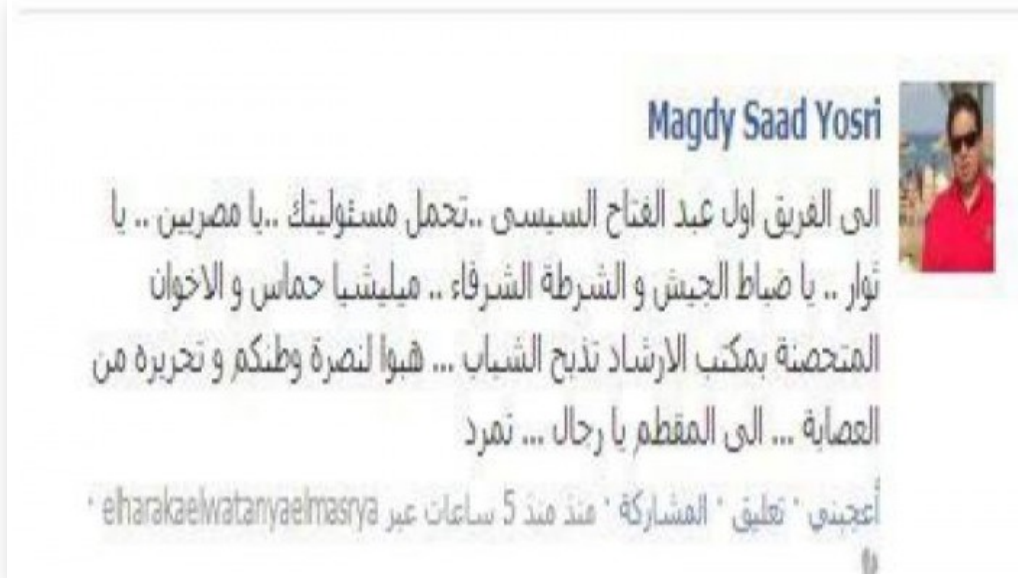 Magdy Saad Yosri
الى الفريق اول عبد الفتاح السيسى ..تحمل مسئوليتك ..يا مصريين .. يا
ثوار .. يا ضباط الجيش و الشرطة الشرفاء .. ميليشيا حماس و الاخوان
المتحصنة بمكتب الارشاد تذبح الشباب ... هبوا لنصرة وطنكم و تحريره من
العصابة ... الى المقطم يا رجال ... تمرد
أعجبني · تعليق · المشاركة · منذ منذ 5 ساعات عبر elharakaelwatanyaelmasrya ·